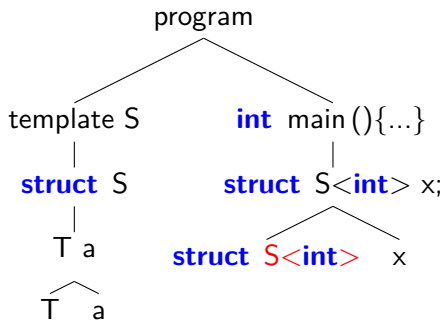 program
template S
int main(){...}
struct S
struct S<int> x;
T a
struct S<int>
x
T a